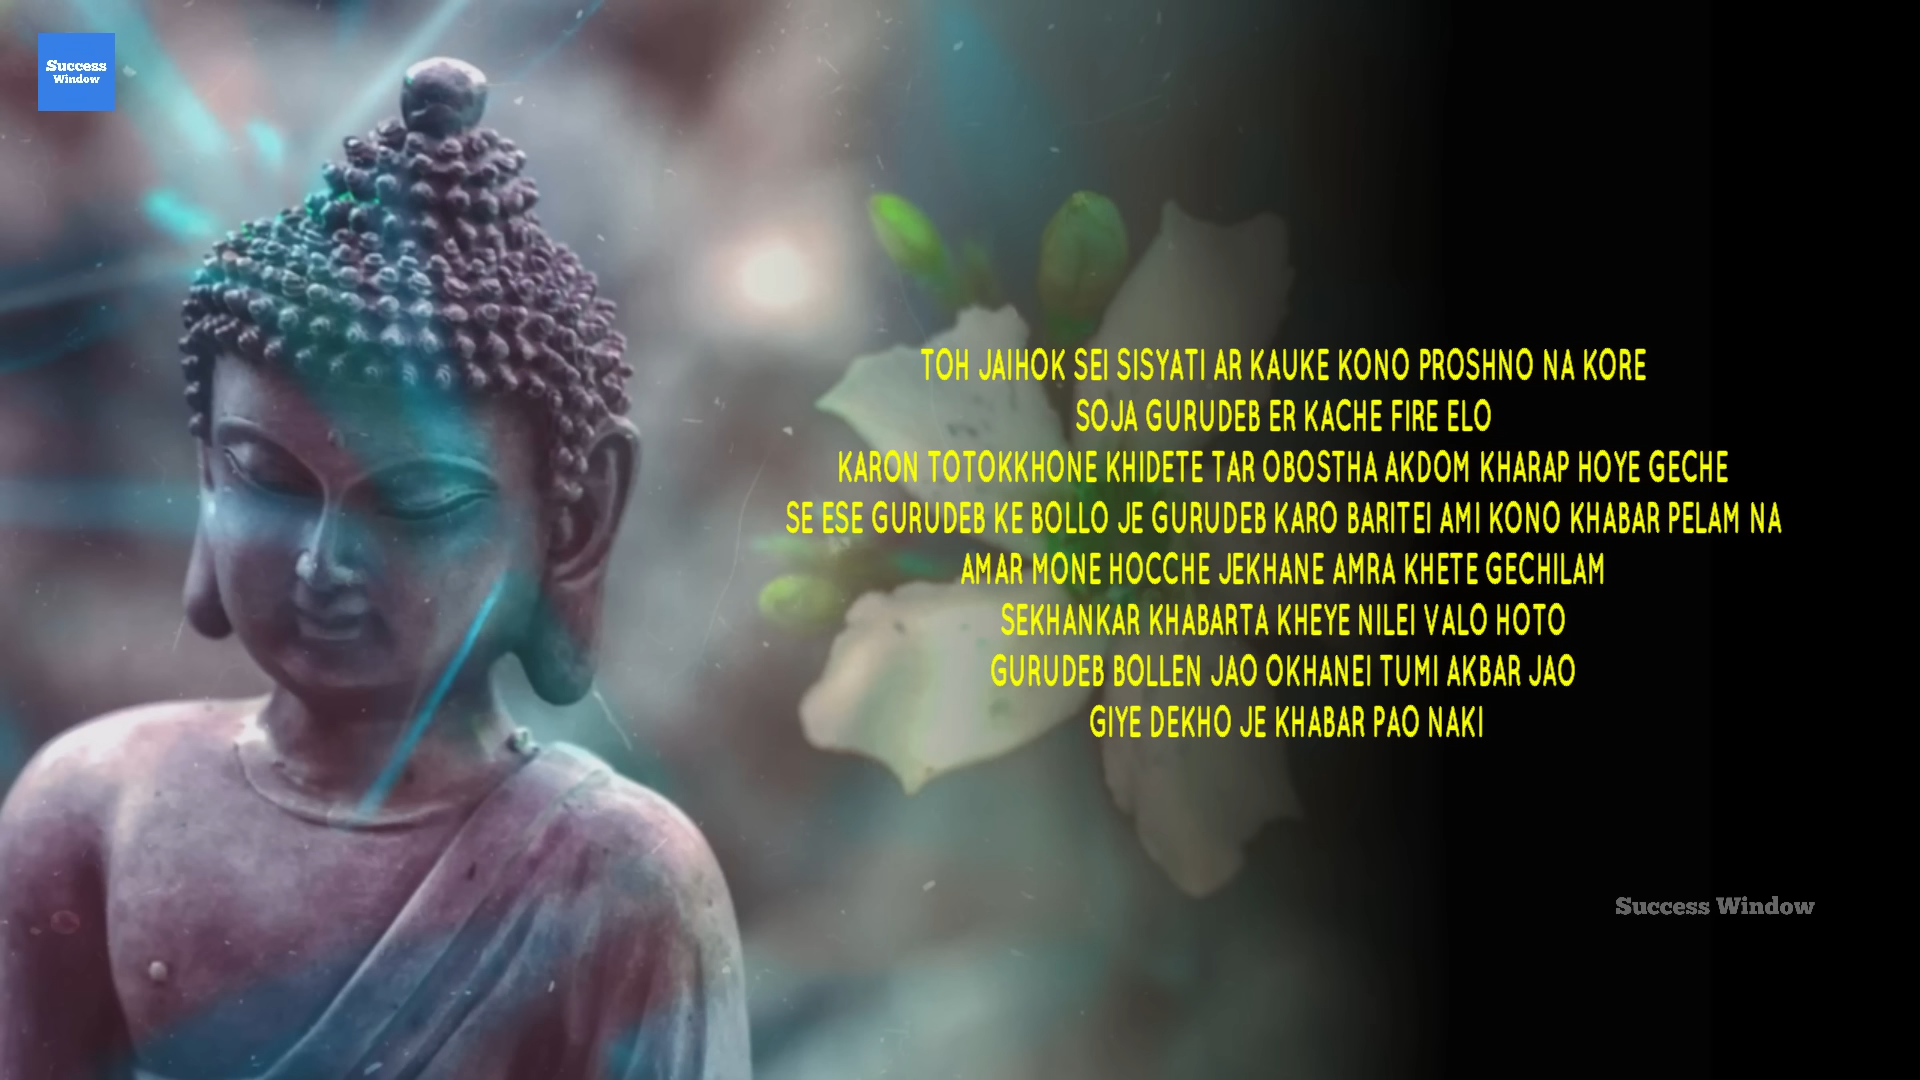 Success
Window
TOH JAIHOK SEI SISYATI AR KAUKE KONO PROSHNO NA KORE
SOJA GURUDEB ER KACHE FIRE ELO
KARON TOTOKKHONE KHIDETE TAR OBOSTHA AKDOM KHARAP HOYE GECHE
SE ESE GURUDEB KE BOLLO JE GURUDEB KARO BARITEI AMI KONO KHABAR PELAM NA
AMAR MONE HOCCHE JEKHANE AMRA KHETE GECHILAM
SEKHANKAR KHABARTA KHEYE NILEI VALO HOTO
GURUDEB BOLLEN JAO OKHANEI TUMI AKBAR JAO
GIYE DEKHO JE KHABAR PAO NAKI
Success Window